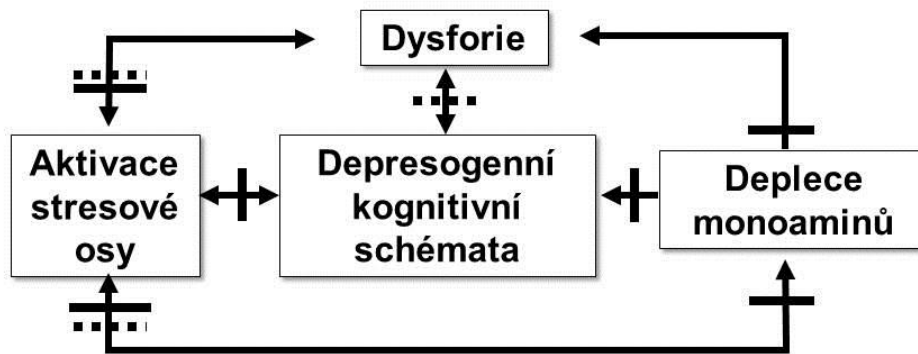 Dysforie
Aktivace
stresové
osy
Depresogenní
kognitivní
schémata
Deplece
monoaminů